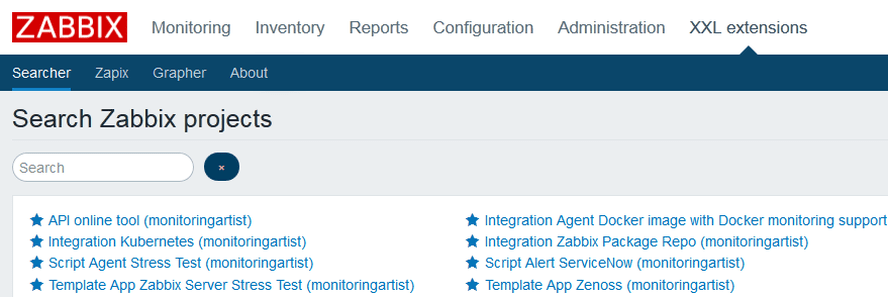 ZABBIX Monitoring Inventory Reports Configuration Administration XXL extensions
Searcher Zapix Grapher About
Search Zabbix projects
Search ×
API online tool (monitoringartist)
Integration Kubernetes (monitoringartist)
Script Agent Stress Test (monitoringartist)
Template App Zabbix Server Stress Test (monitoringartist)
Integration Agent Docker image with Docker monitoring support
Integration Zabbix Package Repo (monitoringartist)
Script Alert ServiceNow (monitoringartist)
Template App Zenoss (monitoringartist)